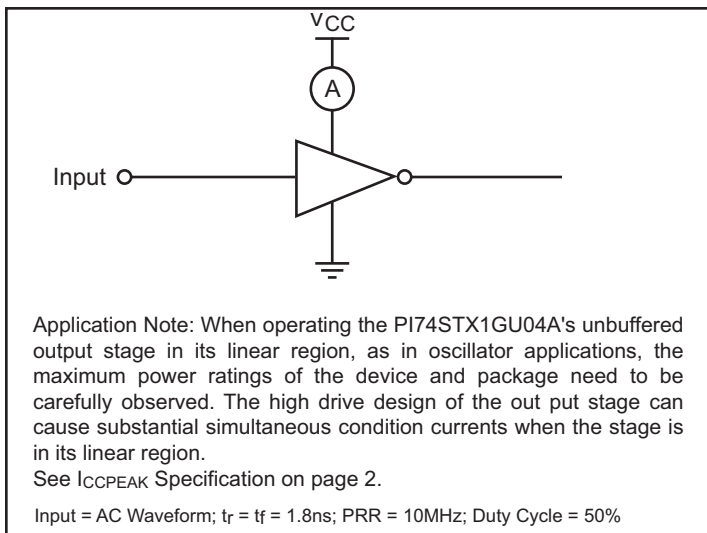 VCC
A
Input
Application Note: When operating the PI74STX1GU04A's unbuffered
output stage in its linear region, as in oscillator applications, the
maximum power ratings of the device and package need to be
carefully observed. The high drive design of the out put stage can
cause substantial simultaneous condition currents when the stage is
in its linear region.
See ICCPEAK Specification on page 2.
Input = AC Waveform; tr = tf = 1.8ns; PRR = 10MHz; Duty Cycle = 50%